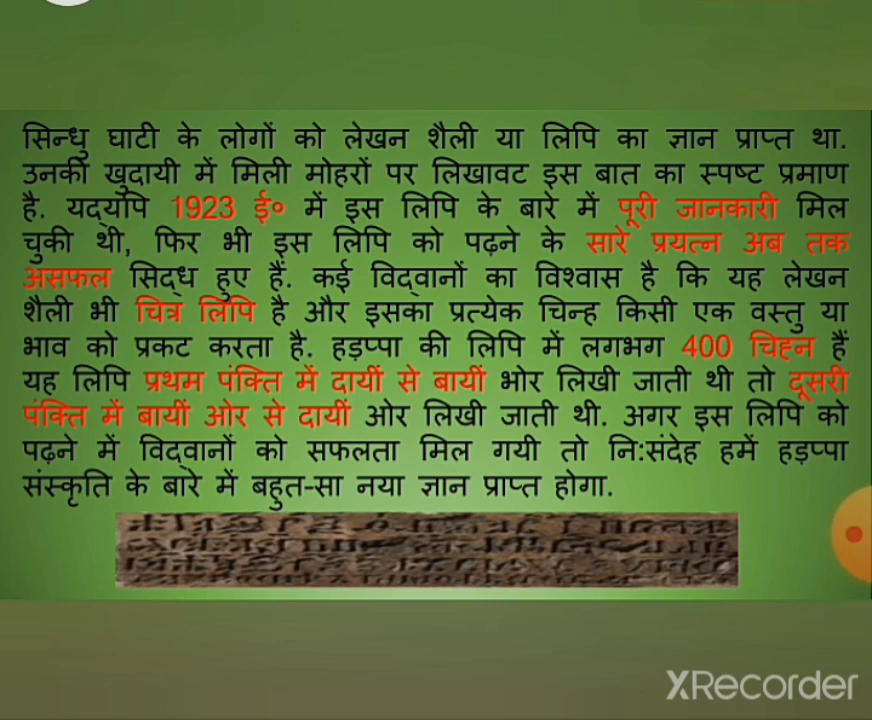 सिन्धु घाटी के लोगों को लेखन शैली या लिपि का ज्ञान प्राप्त था.
उनकी खुदायी में मिली मोहरों पर लिखावट इस बात का स्पष्ट प्रमाण
है. यद्यपि 1923 ई० में इस लिपि के बारे में पूरी जानकारी मिल
चुकी थी, फिर भी इस लिपि को पढ़ने के सारे प्रयत्न अब तक
असफल सिद्ध हुए हैं. कई विद्वानों का विश्वास है कि यह लेखन
शैली भी चित्र लिपि है और इसका प्रत्येक चिन्ह किसी एक वस्तु या
भाव को प्रकट करता है. हड़प्पा की लिपि में लगभग 400 चिह्न हैं
यह लिपि प्रथम पंक्ति में दायीं से बायीं भोर लिखी जाती थी तो दूसरी
पंक्ति में बायीं ओर से दायीं ओर लिखी जाती थी. अगर इस लिपि को
पढ़ने में विद्वानों को सफलता मिल गयी तो नि:संदेह हमें हड़प्पा
संस्कृति के बारे में बहुत-सा नया ज्ञान प्राप्त होगा.
XRecorder